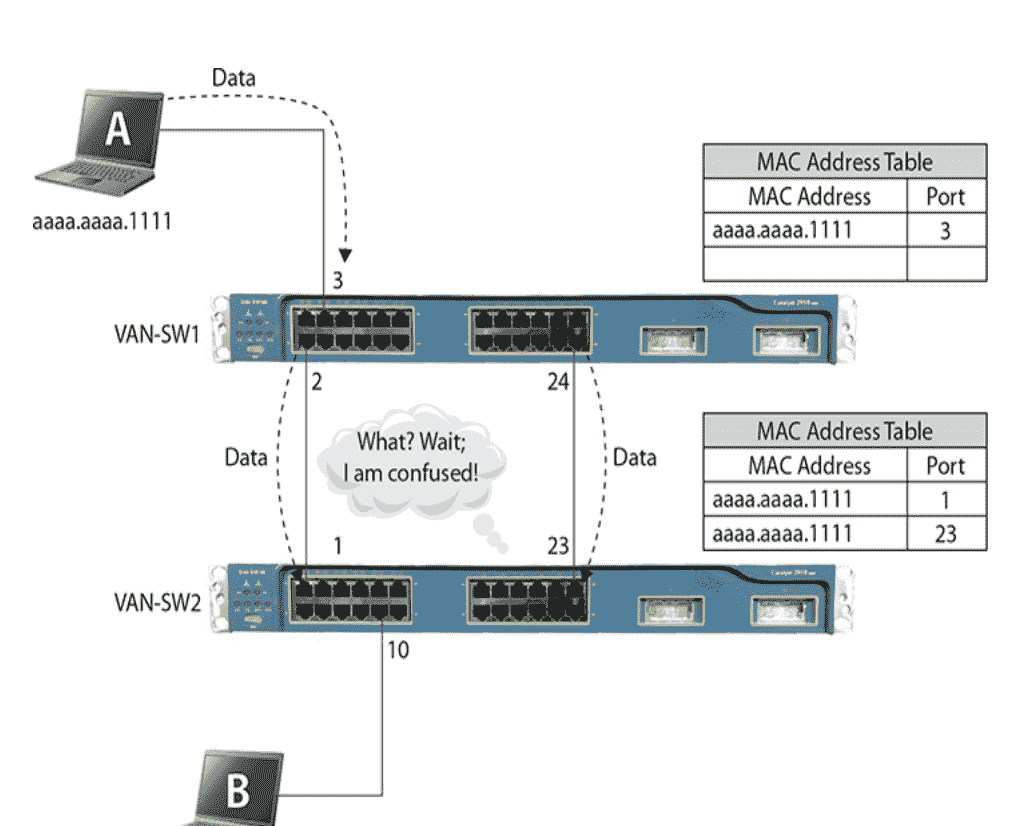 Data
A
aaaa.aaaa.1111
MAC Address Table
MAC Address Port
aaaa.aaaa.1111 3
3
VAN-SW1
2
24
Data
What? Wait;
I am confused!
Data
MAC Address Table
MAC Address Port
aaaa.aaaa.1111 1
aaaa.aaaa.1111 23
1
23
VAN-SW2
10
B